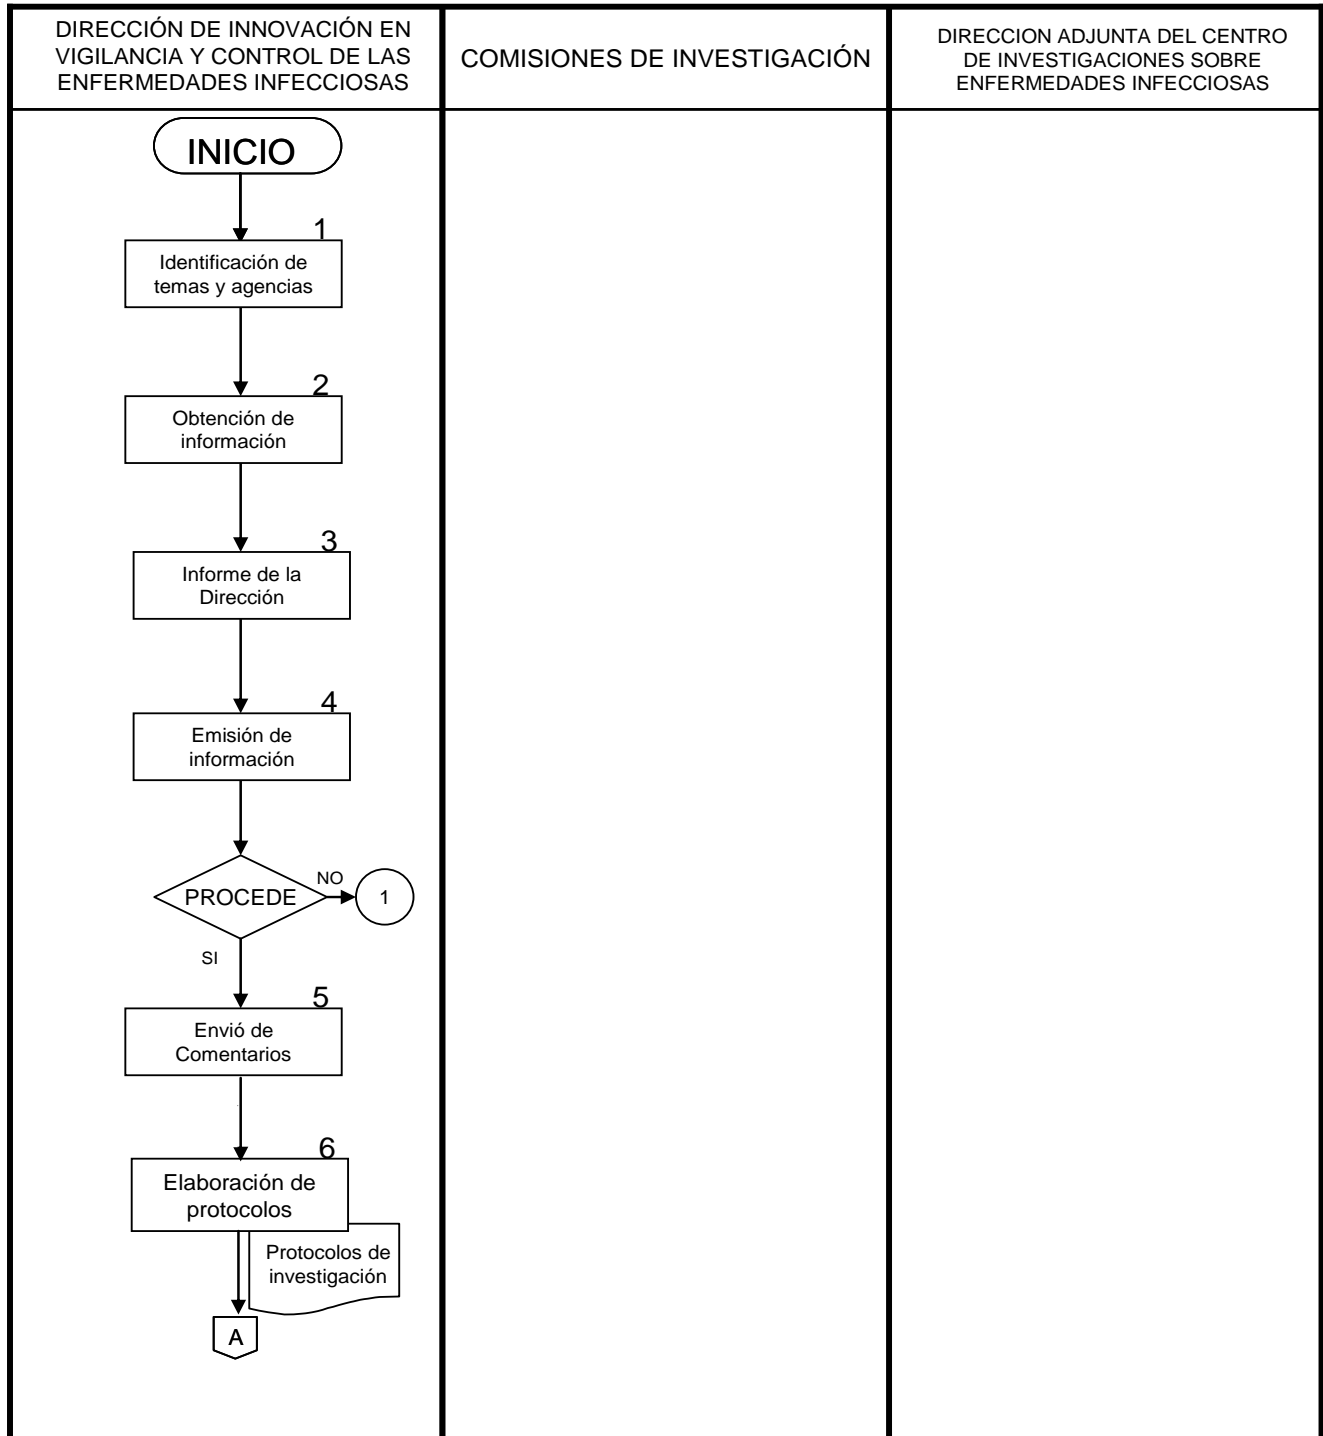 DIRECCIÓN DE INNOVACIÓN EN
VIGILANCIA Y CONTROL DE LAS
ENFERMEDADES INFECCIOSAS
COMISIONES DE INVESTIGACIÓN
DIRECCION ADJUNTA DEL CENTRO
DE INVESTIGACIONES SOBRE
ENFERMEDADES INFECCIOSAS
INICIO
1
Identificación de
temas y agencias
2
Obtención de
información
3
Informe de la
Dirección
4
Emisión de
información
PROCEDE
NO
1
SI
5
Envió de
Comentarios
6
Elaboración de
protocolos
Protocolos de
investigación
A